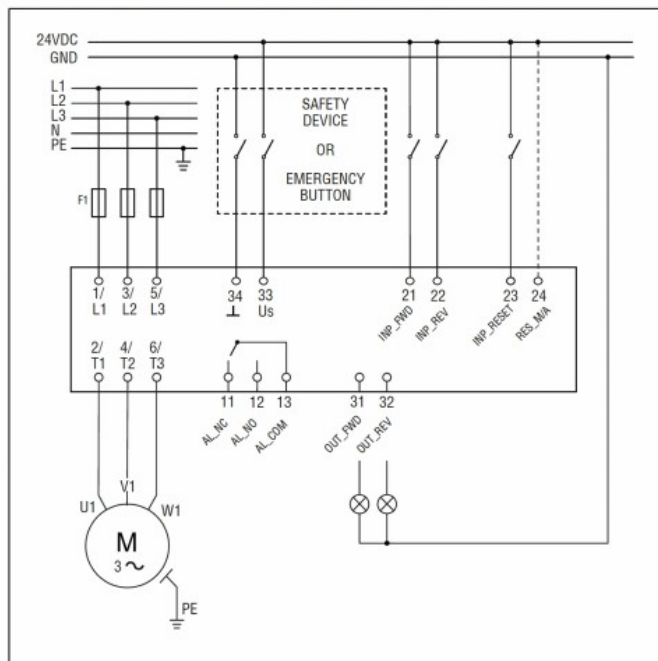 24VDC
GND
L1
L2
L3
N
PE
SAFETY
DEVICE
OR
EMERGENCY
BUTTON
F1
1/
L1
3/
L2
5/
L3
34
⊥
33
Us
21
INP_FWD
22
INP_REV
23
INP_RESET
24
RES_M/A
2/
T1
4/
T2
6/
T3
11
AL_NC
12
AL_NO
13
AL_COM
31
OUT_FWD
32
OUT_REV
U1
V1
W1
M
3 ~
PE